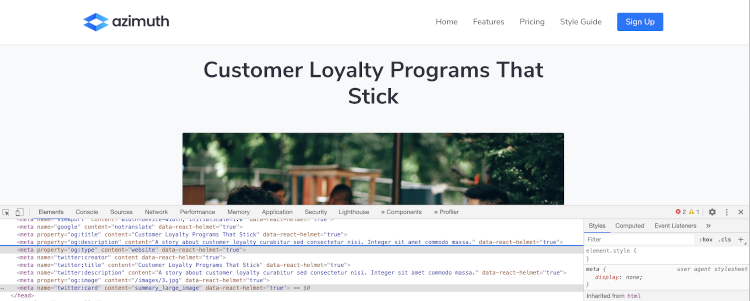 azimuth Home Features Pricing Style Guide Sign Up
Customer Loyalty Programs That
Stick
Elements Console Sources Network Performance Memory Application Security Lighthouse Components Profiler » 2 1
<meta name="viewport" content="width=device-width, initialScale=1.0" data-react-helmet="true">
<meta name="google" content="notranslate" data-react-helmet="true">
<meta property="og:title" content="Customer Loyalty Programs That Stick" data-react-helmet="true">
<meta property="og:description" content="A story about customer loyalty curabitur sed consectetur nisi. Integer sit amet commodo massa." data-react-helmet="true">
<meta property="og:type" content="website" data-react-helmet="true">
<meta name="twitter:creator" content data-react-helmet="true">
<meta name="twitter:title" content="Customer Loyalty Programs That Stick" data-react-helmet="true">
<meta name="twitter:description" content="A story about customer loyalty curabitur sed consectetur nisi. Integer sit amet commodo massa." data-react-helmet="true">
<meta property="og:image" content="/images/3.jpg" data-react-helmet="true">
<meta name="twitter:card" content="summary_large_image" data-react-helmet="true"> == $0
</head>
Styles Computed Event Listeners »
Filter :hov .cls +
element.style {
}
meta { user agent stylesheet
display: none;
}
Inherited from html